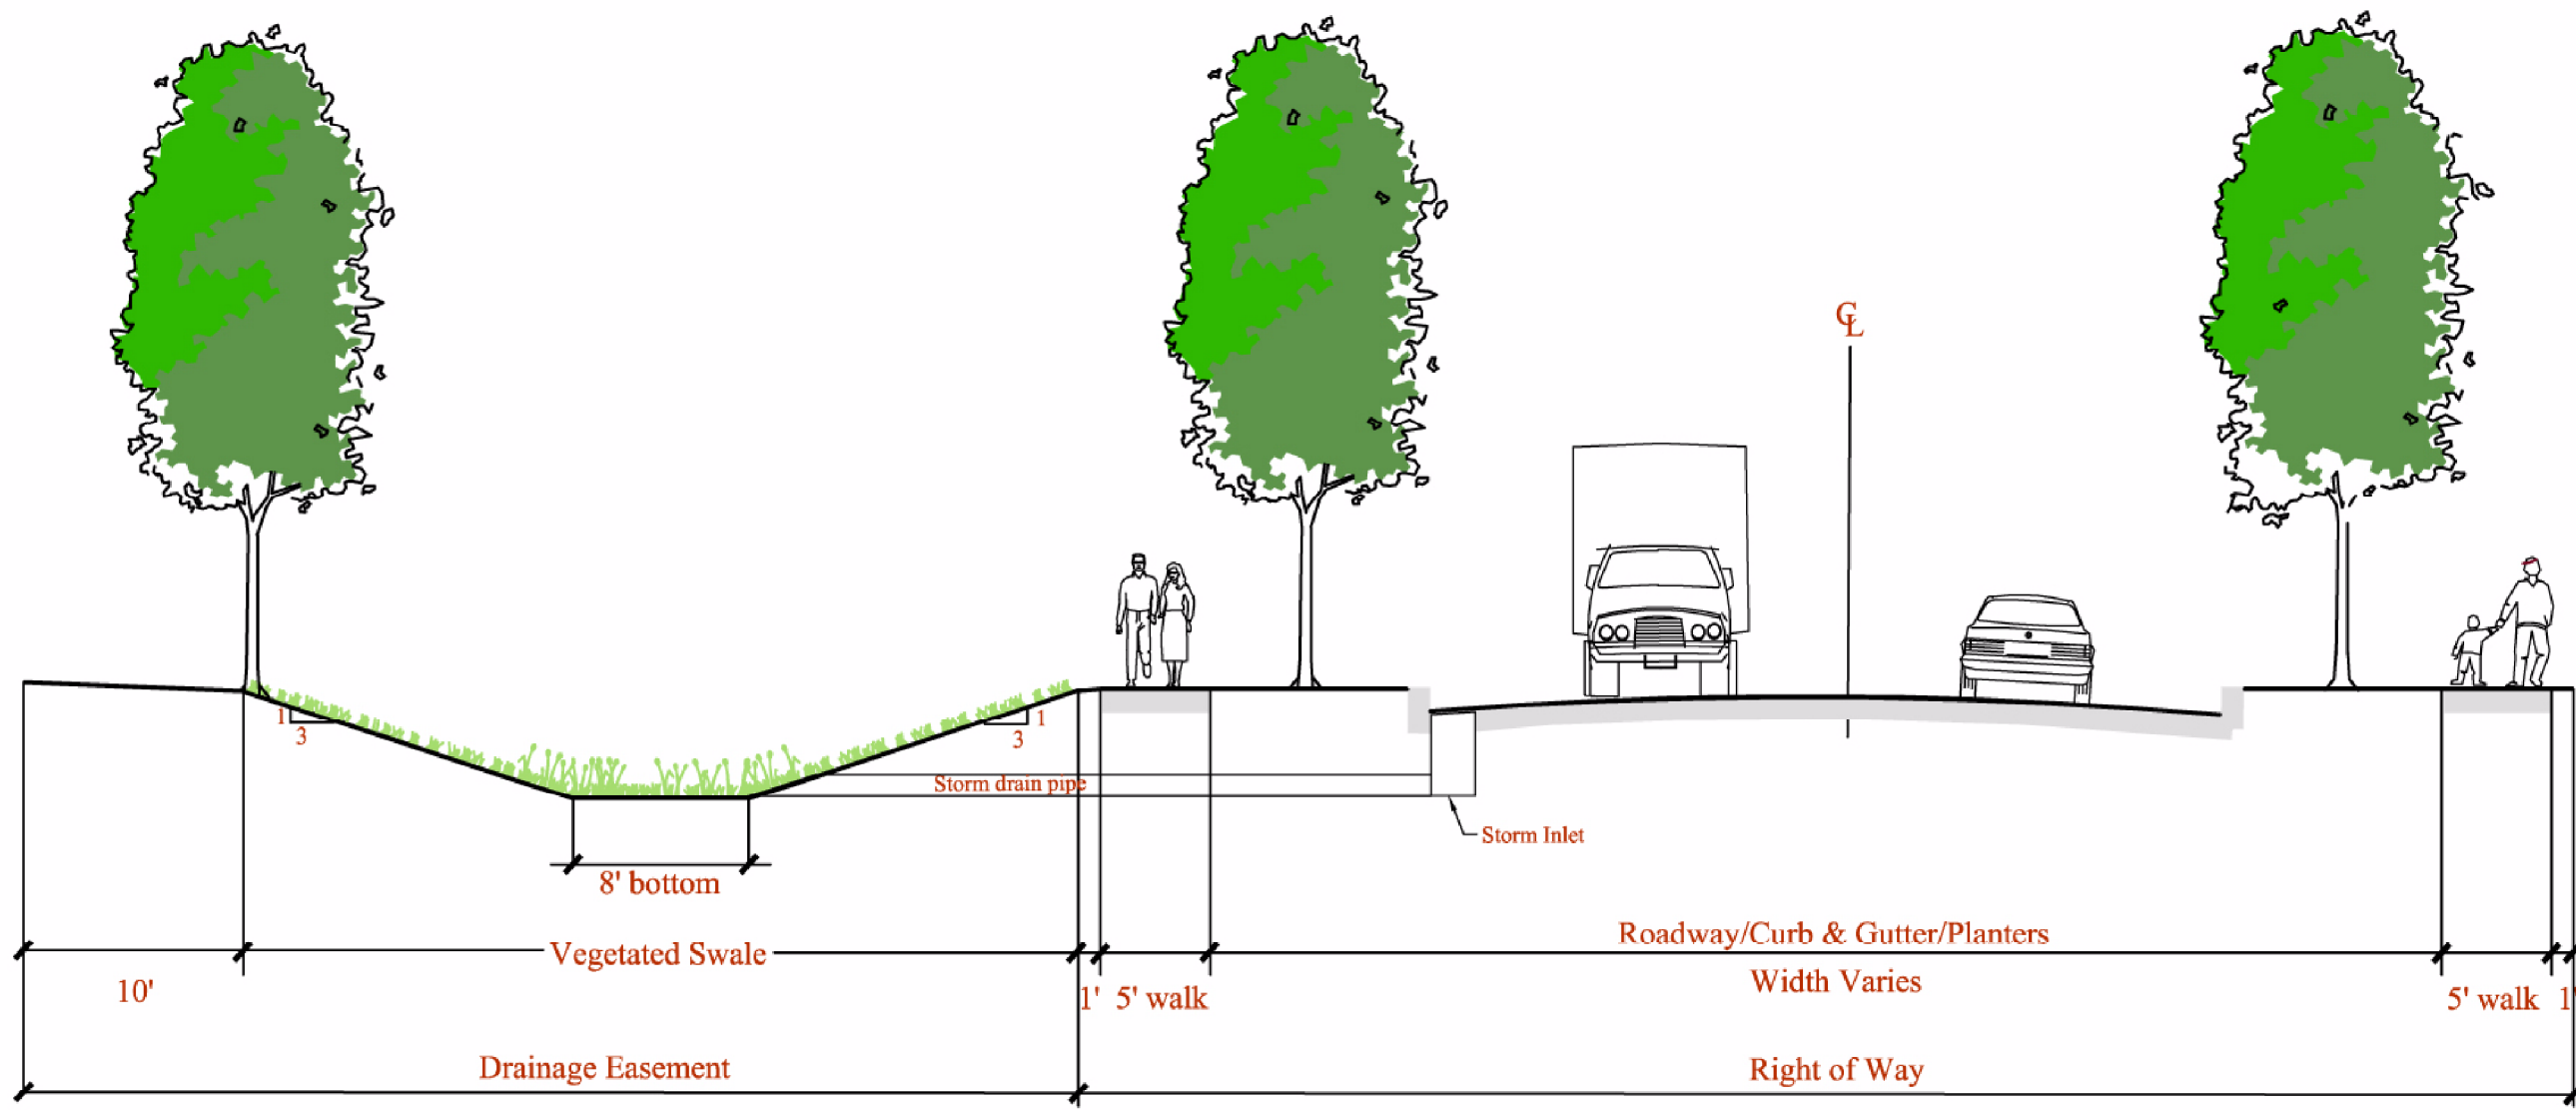 CL
1
3
1
3
Storm drain pipe
Storm Inlet
8' bottom
Vegetated Swale
Roadway/Curb & Gutter/Planters
Width Varies
10'
1' 5' walk
5' walk 1'
Drainage Easement
Right of Way